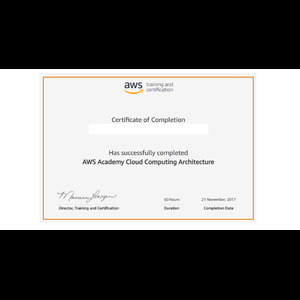 aws training and
certification
Certificate of Completion
Has successfully completed
AWS Academy Cloud Computing Architecture
60 hours 21 November, 2017
Director, Training and Certification Duration Completion Date